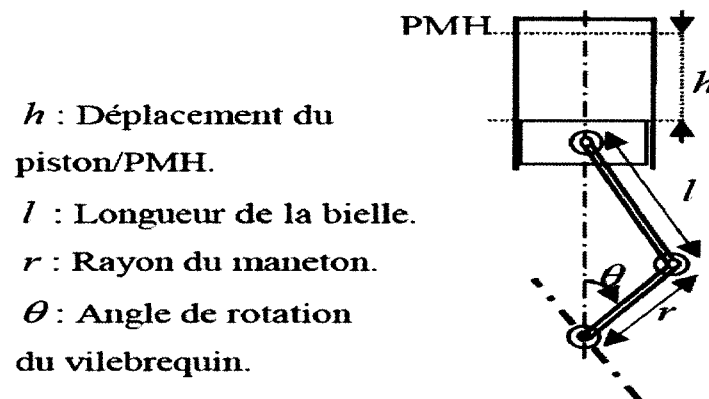 PMH
h
h : Déplacement du
piston/PMH.
l : Longueur de la bielle.
r : Rayon du maneton.
θ : Angle de rotation
du vilebrequin.
l
θ
r